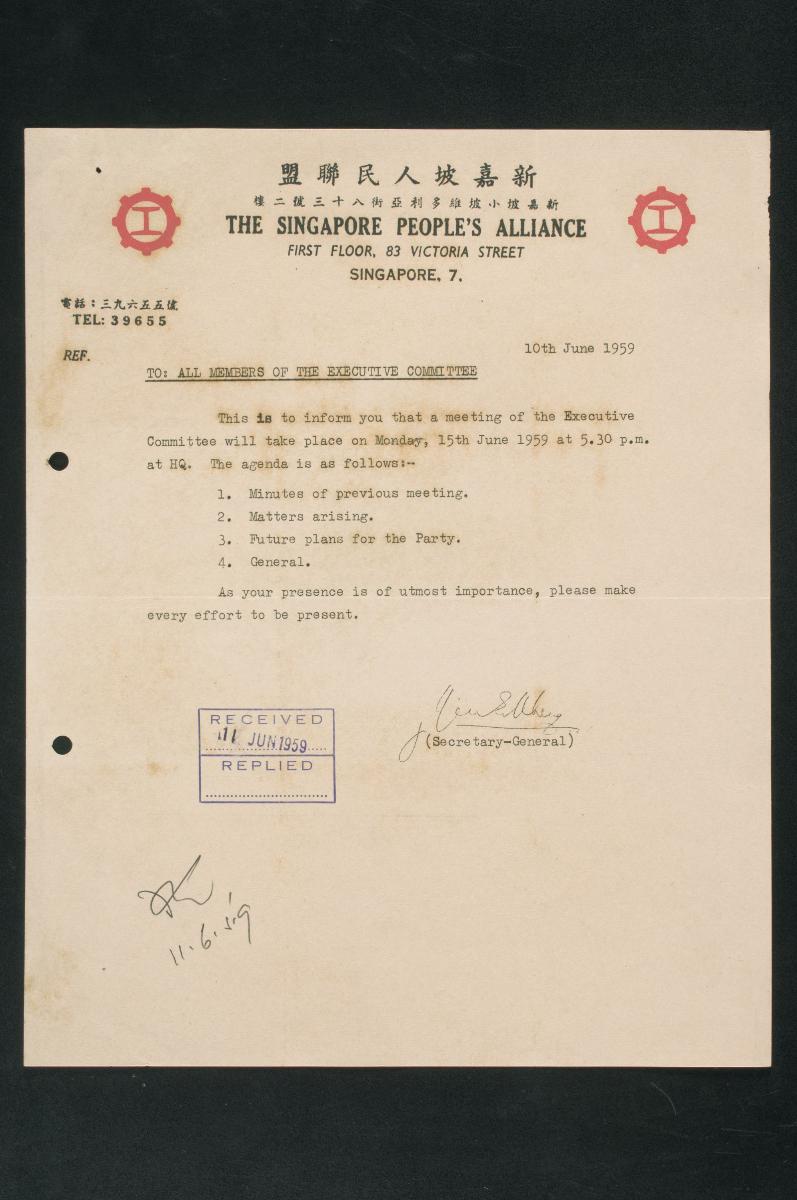 新嘉坡人民聯盟
新嘉坡小坡維多利亞街八十三號二樓
THE SINGAPORE PEOPLE'S ALLIANCE
FIRST FLOOR, 83 VICTORIA STREET
SINGAPORE, 7.
電話：三九六五五號
TEL: 39655
REF.
10th June 1959
TO: ALL MEMBERS OF THE EXECUTIVE COMMITTEE
This is to inform you that a meeting of the Executive
Committee will take place on Monday, 15th June 1959 at 5.30 p.m.
at HQ. The agenda is as follows:-
1. Minutes of previous meeting.
2. Matters arising.
3. Future plans for the Party.
4. General.
As your presence is of utmost importance, please make
every effort to be present.
(Secretary-General)
RECEIVED
11 JUN 1959
REPLIED
11.6.59